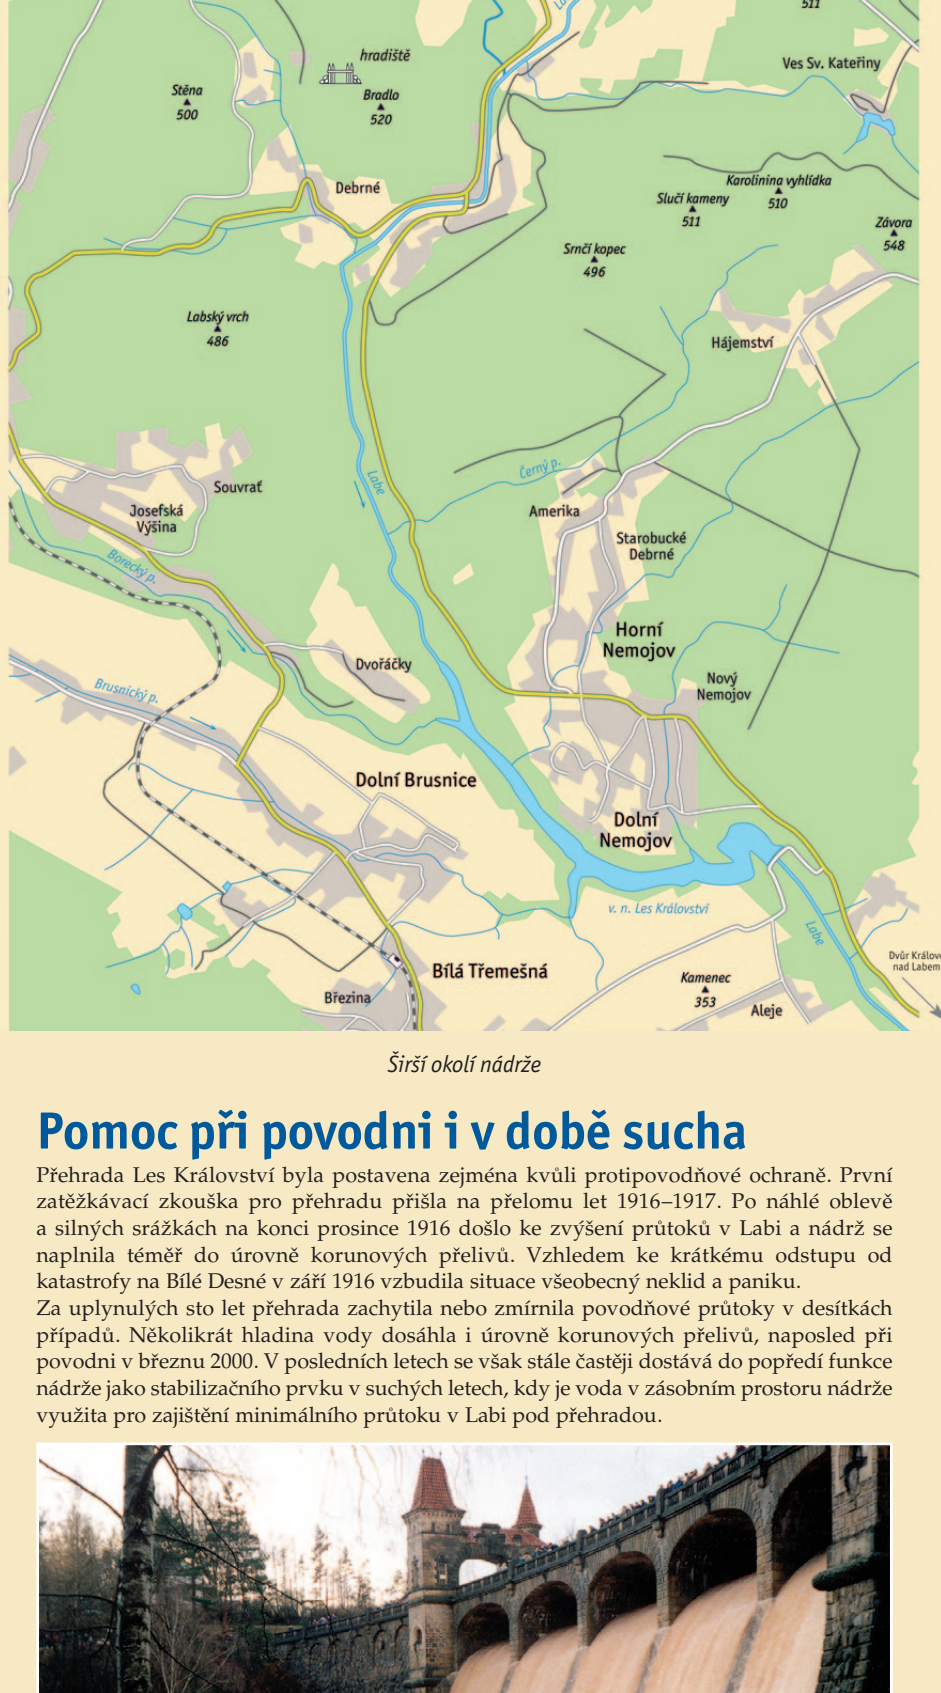 511
hradiště
Ves Sv. Kateřiny
Stěna
500
Bradlo
520
Debrné
Karolinina vyhlídka
510
Slučí kameny
511
Závora
548
Srnčí kopec
496
Labský vrch
486
Hájemství
Labe
Černý p.
Souvrať
Josefská
Výšina
Amerika
Starobucké
Debrné
Borecký p.
Horní
Nemojov
Dvořáčky
Nový
Nemojov
Brusnický p.
Dolní Brusnice
Dolní
Nemojov
v. n. Les Království
Labe
Dvůr Králové
nad Labem
Bílá Třemešná
Kamenec
353
Březina
Aleje
Širší okolí nádrže
Pomoc při povodni i v době sucha
Přehrada Les Království byla postavena zejména kvůli protipovodňové ochraně. První
zatěžkávací zkouška pro přehradu přišla na přelomu let 1916–1917. Po náhlé oblevě
a silných srážkách na konci prosince 1916 došlo ke zvýšení průtoků v Labi a nádrž se
naplnila téměř do úrovně korunových přelivů. Vzhledem ke krátkému odstupu od
katastrofy na Bílé Desné v září 1916 vzbudila situace všeobecný neklid a paniku.
Za uplynulých sto let přehrada zachytila nebo zmírnila povodňové průtoky v desítkách
případů. Několikrát hladina vody dosáhla i úrovně korunových přelivů, naposled při
povodni v březnu 2000. V posledních letech se však stále častěji dostává do popředí funkce
nádrže jako stabilizačního prvku v suchých letech, kdy je voda v zásobním prostoru nádrže
využita pro zajištění minimálního průtoku v Labi pod přehradou.